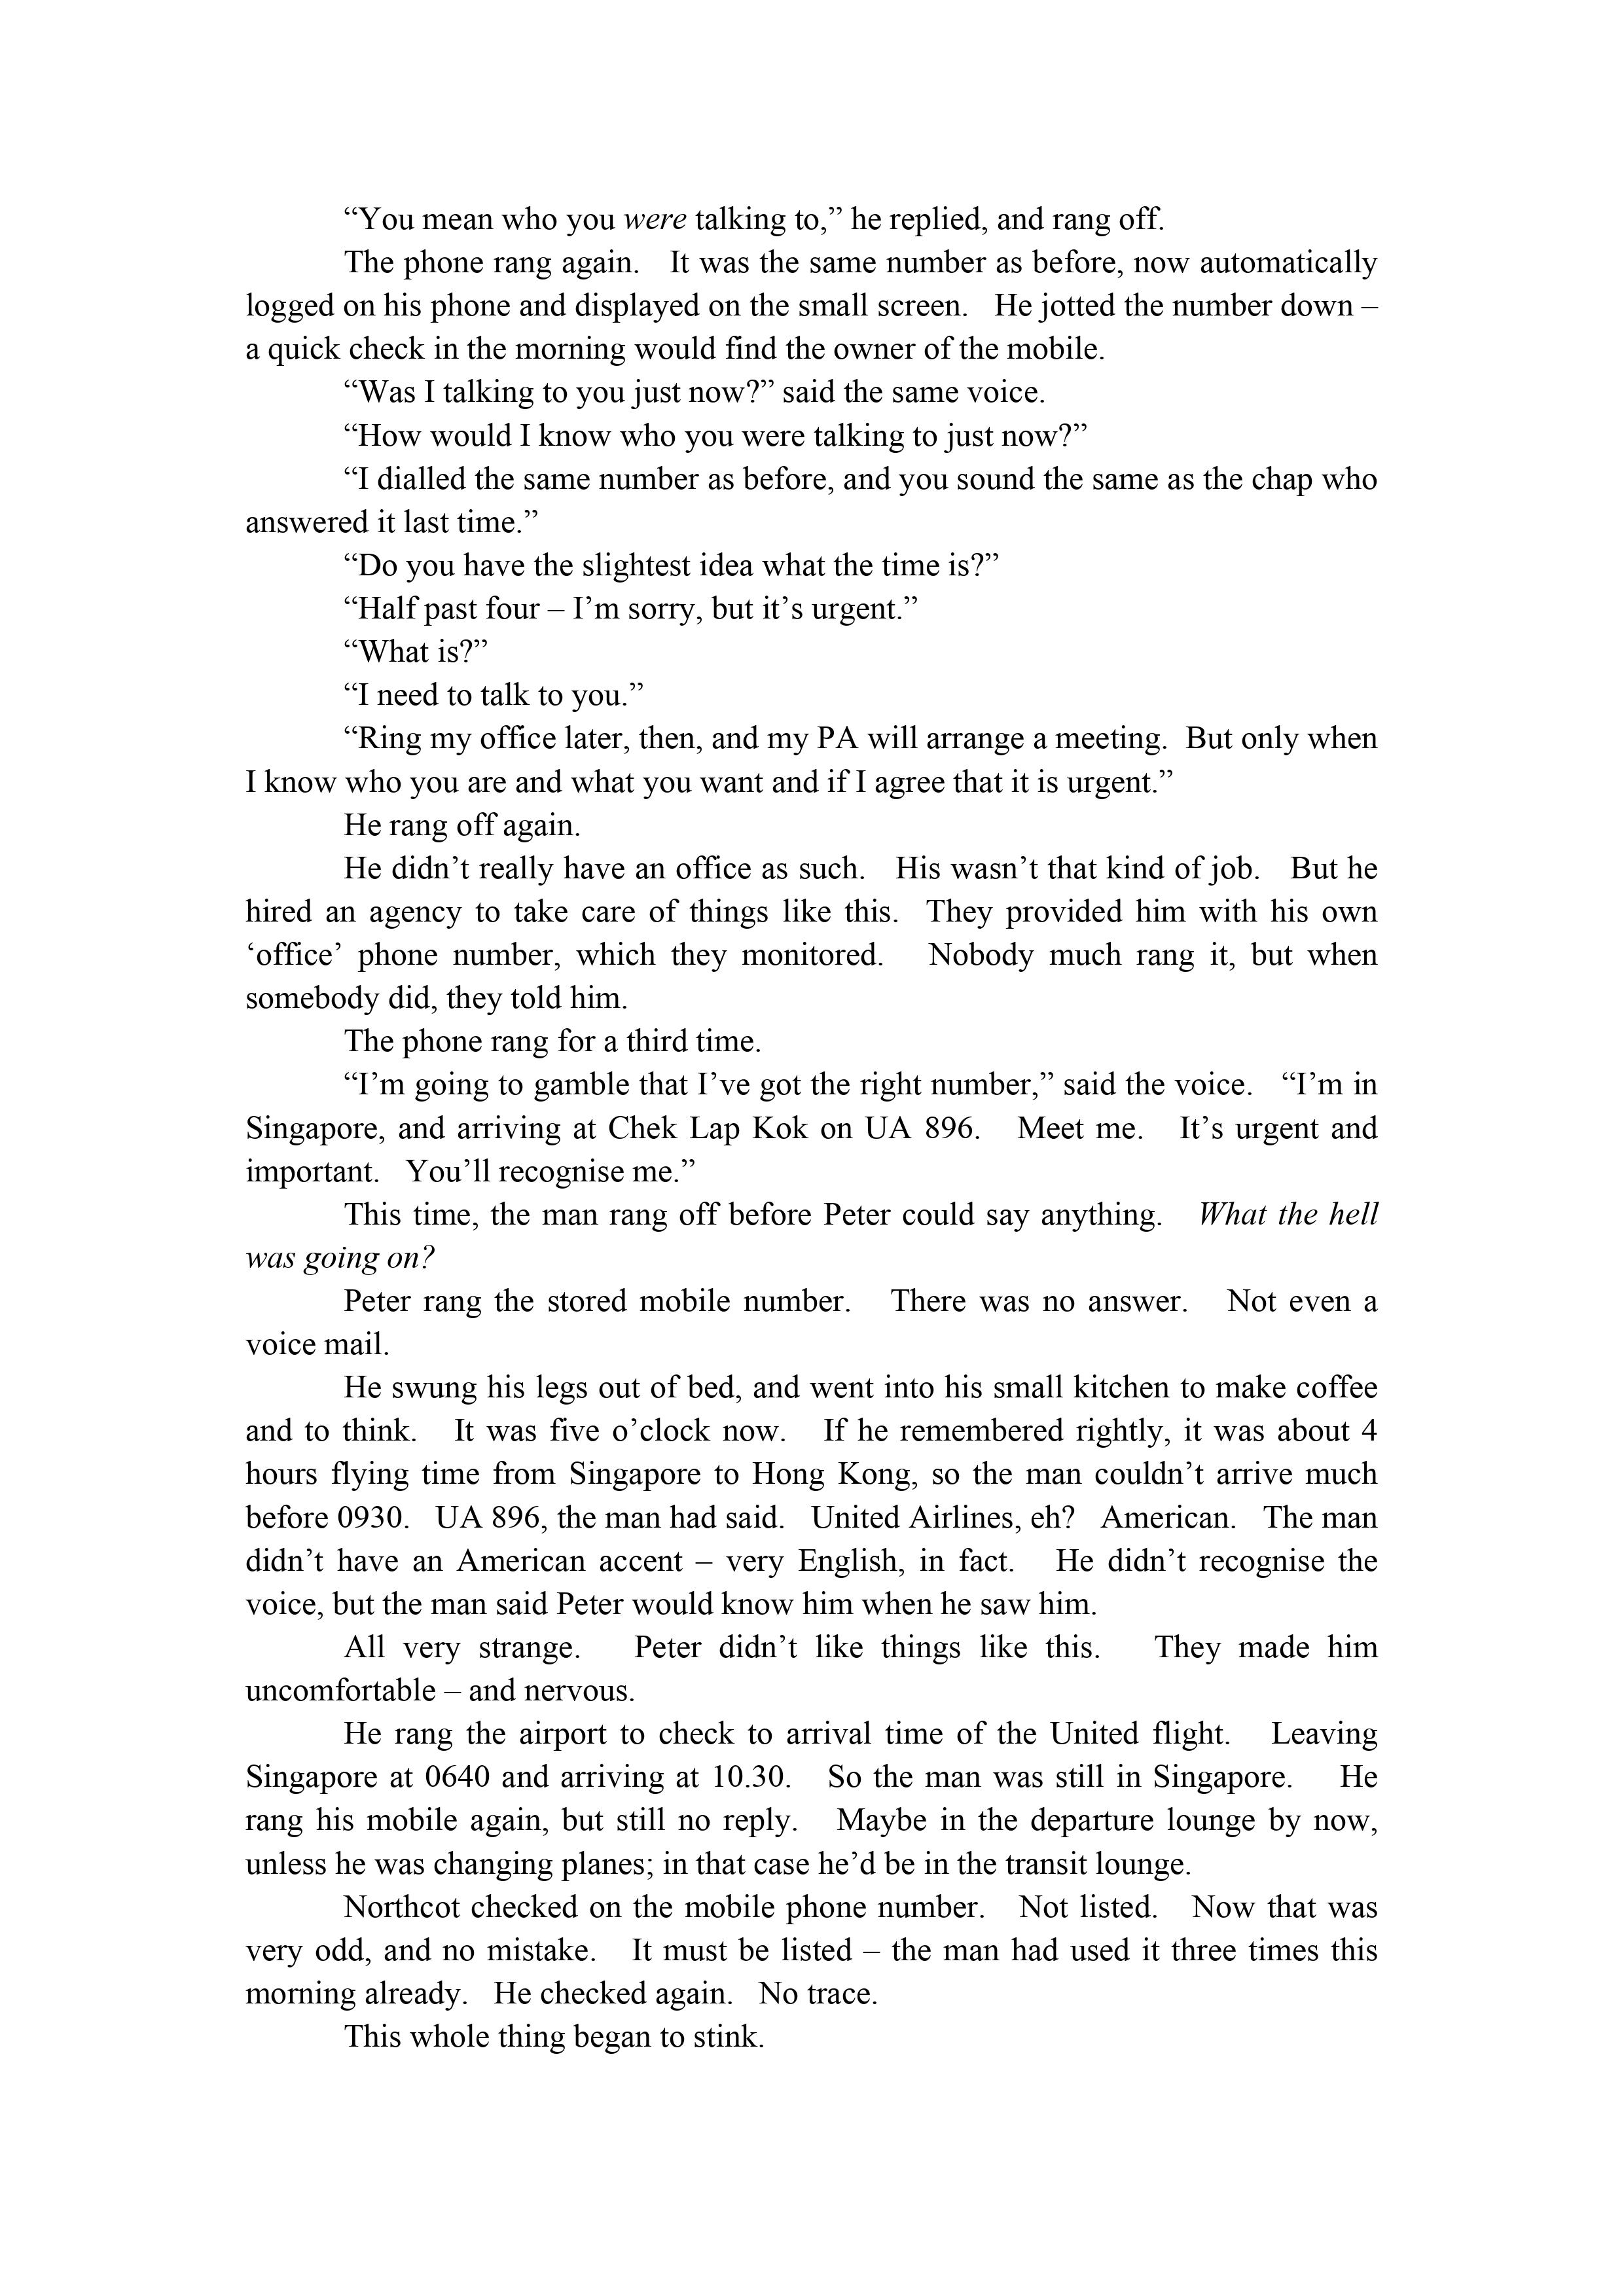 “You mean who you were talking to,” he replied, and rang off.
The phone rang again. It was the same number as before, now automatically
logged on his phone and displayed on the small screen. He jotted the number down –
a quick check in the morning would find the owner of the mobile.
“Was I talking to you just now?” said the same voice.
“How would I know who you were talking to just now?”
“I dialled the same number as before, and you sound the same as the chap who
answered it last time.”
“Do you have the slightest idea what the time is?”
“Half past four – I’m sorry, but it’s urgent.”
“What is?”
“I need to talk to you.”
“Ring my office later, then, and my PA will arrange a meeting. But only when
I know who you are and what you want and if I agree that it is urgent.”
He rang off again.
He didn’t really have an office as such. His wasn’t that kind of job. But he
hired an agency to take care of things like this. They provided him with his own
‘office’ phone number, which they monitored. Nobody much rang it, but when
somebody did, they told him.
The phone rang for a third time.
“I’m going to gamble that I’ve got the right number,” said the voice. “I’m in
Singapore, and arriving at Chek Lap Kok on UA 896. Meet me. It’s urgent and
important. You’ll recognise me.”
This time, the man rang off before Peter could say anything. What the hell
was going on?
Peter rang the stored mobile number. There was no answer. Not even a
voice mail.
He swung his legs out of bed, and went into his small kitchen to make coffee
and to think. It was five o’clock now. If he remembered rightly, it was about 4
hours flying time from Singapore to Hong Kong, so the man couldn’t arrive much
before 0930. UA 896, the man had said. United Airlines, eh? American. The man
didn’t have an American accent – very English, in fact. He didn’t recognise the
voice, but the man said Peter would know him when he saw him.
All very strange. Peter didn’t like things like this. They made him
uncomfortable – and nervous.
He rang the airport to check to arrival time of the United flight. Leaving
Singapore at 0640 and arriving at 10.30. So the man was still in Singapore. He
rang his mobile again, but still no reply. Maybe in the departure lounge by now,
unless he was changing planes; in that case he’d be in the transit lounge.
Northcot checked on the mobile phone number. Not listed. Now that was
very odd, and no mistake. It must be listed – the man had used it three times this
morning already. He checked again. No trace.
This whole thing began to stink.